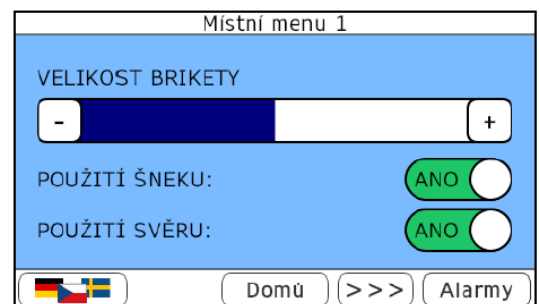 Místní menu 1
VELIKOST BRIKETY
- +
POUŽITÍ ŠNEKU: ANO
POUŽITÍ SVĚRU: ANO
Domů >>> Alarmy